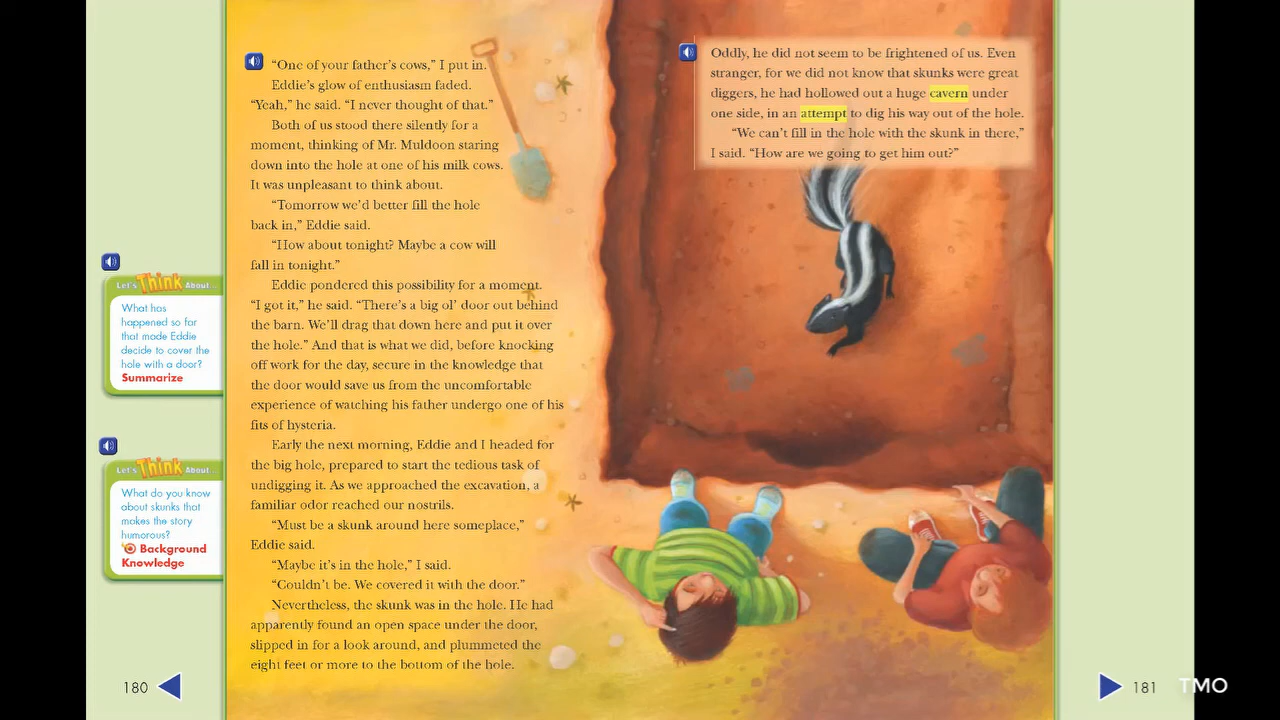 “One of your father’s cows,” I put in.
Eddie’s glow of enthusiasm faded.
“Yeah,” he said. “I never thought of that.”
Both of us stood there silently for a
moment, thinking of Mr. Muldoon staring
down into the hole at one of his milk cows.
It was unpleasant to think about.
“Tomorrow we’d better fill the hole
back in,” Eddie said.
“How about tonight? Maybe a cow will
fall in tonight.”
Eddie pondered this possibility for a moment.
“I got it,” he said. “There’s a big ol’ door out behind
the barn. We’ll drag that down here and put it over
the hole.” And that is what we did, before knocking
off work for the day, secure in the knowledge that
the door would save us from the uncomfortable
experience of watching his father undergo one of his
fits of hysteria.
Early the next morning, Eddie and I headed for
the big hole, prepared to start the tedious task of
undigging it. As we approached the excavation, a
familiar odor reached our nostrils.
“Must be a skunk around here someplace,”
Eddie said.
“Maybe it’s in the hole,” I said.
“Couldn’t be. We covered it with the door.”
Nevertheless, the skunk was in the hole. He had
apparently found an open space under the door,
slipped in for a look around, and plummeted the
eight feet or more to the bottom of the hole.
Let’s Think About...
What has
happened so far
that made Eddie
decide to cover the
hole with a door?
Summarize
Let’s Think About...
What do you know
about skunks that
makes the story
humorous?
Background
Knowledge
180
Oddly, he did not seem to be frightened of us. Even
stranger, for we did not know that skunks were great
diggers, he had hollowed out a huge cavern under
one side, in an attempt to dig his way out of the hole.
“We can’t fill in the hole with the skunk in there,”
I said. “How are we going to get him out?”
181
TMO